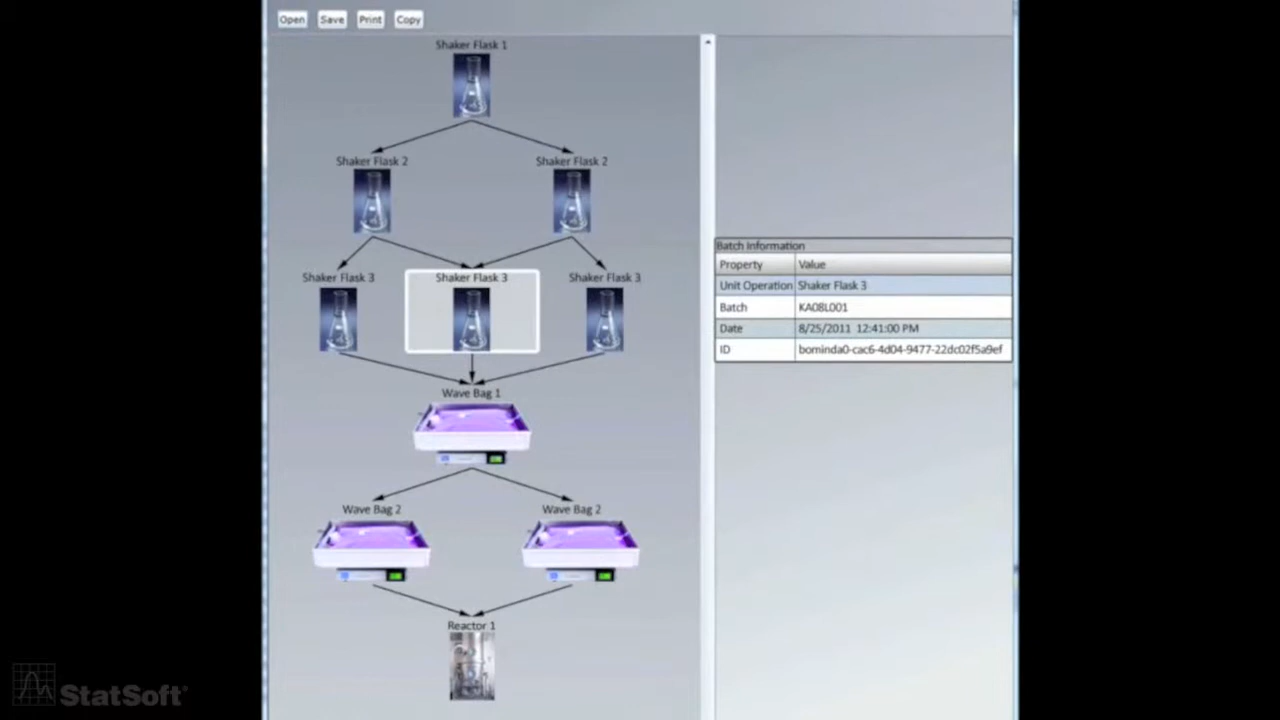 Open Save Print Copy
Shaker Flask 1
Shaker Flask 2 Shaker Flask 2
Shaker Flask 3 Shaker Flask 3 Shaker Flask 3
Wave Bag 1
Wave Bag 2 Wave Bag 2
Reactor 1
Batch Information
Property Value
Unit Operation Shaker Flask 3
Batch KA08L001
Date 8/25/2011 12:41:00 PM
ID bominda0-cac6-4d04-9477-22dc02f5a9ef
StatSoft